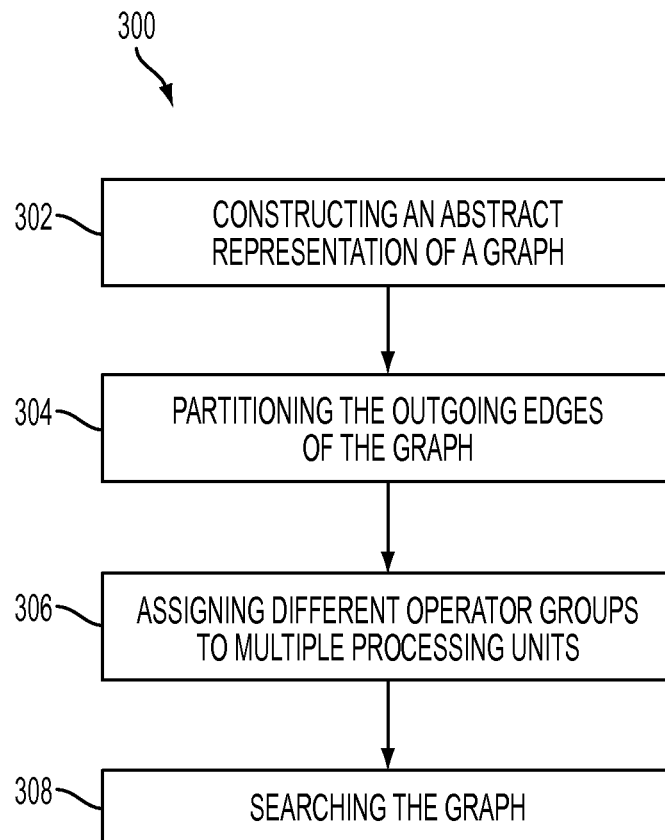 300
302
CONSTRUCTING AN ABSTRACT
REPRESENTATION OF A GRAPH
304
PARTITIONING THE OUTGOING EDGES
OF THE GRAPH
306
ASSIGNING DIFFERENT OPERATOR GROUPS
TO MULTIPLE PROCESSING UNITS
308
SEARCHING THE GRAPH